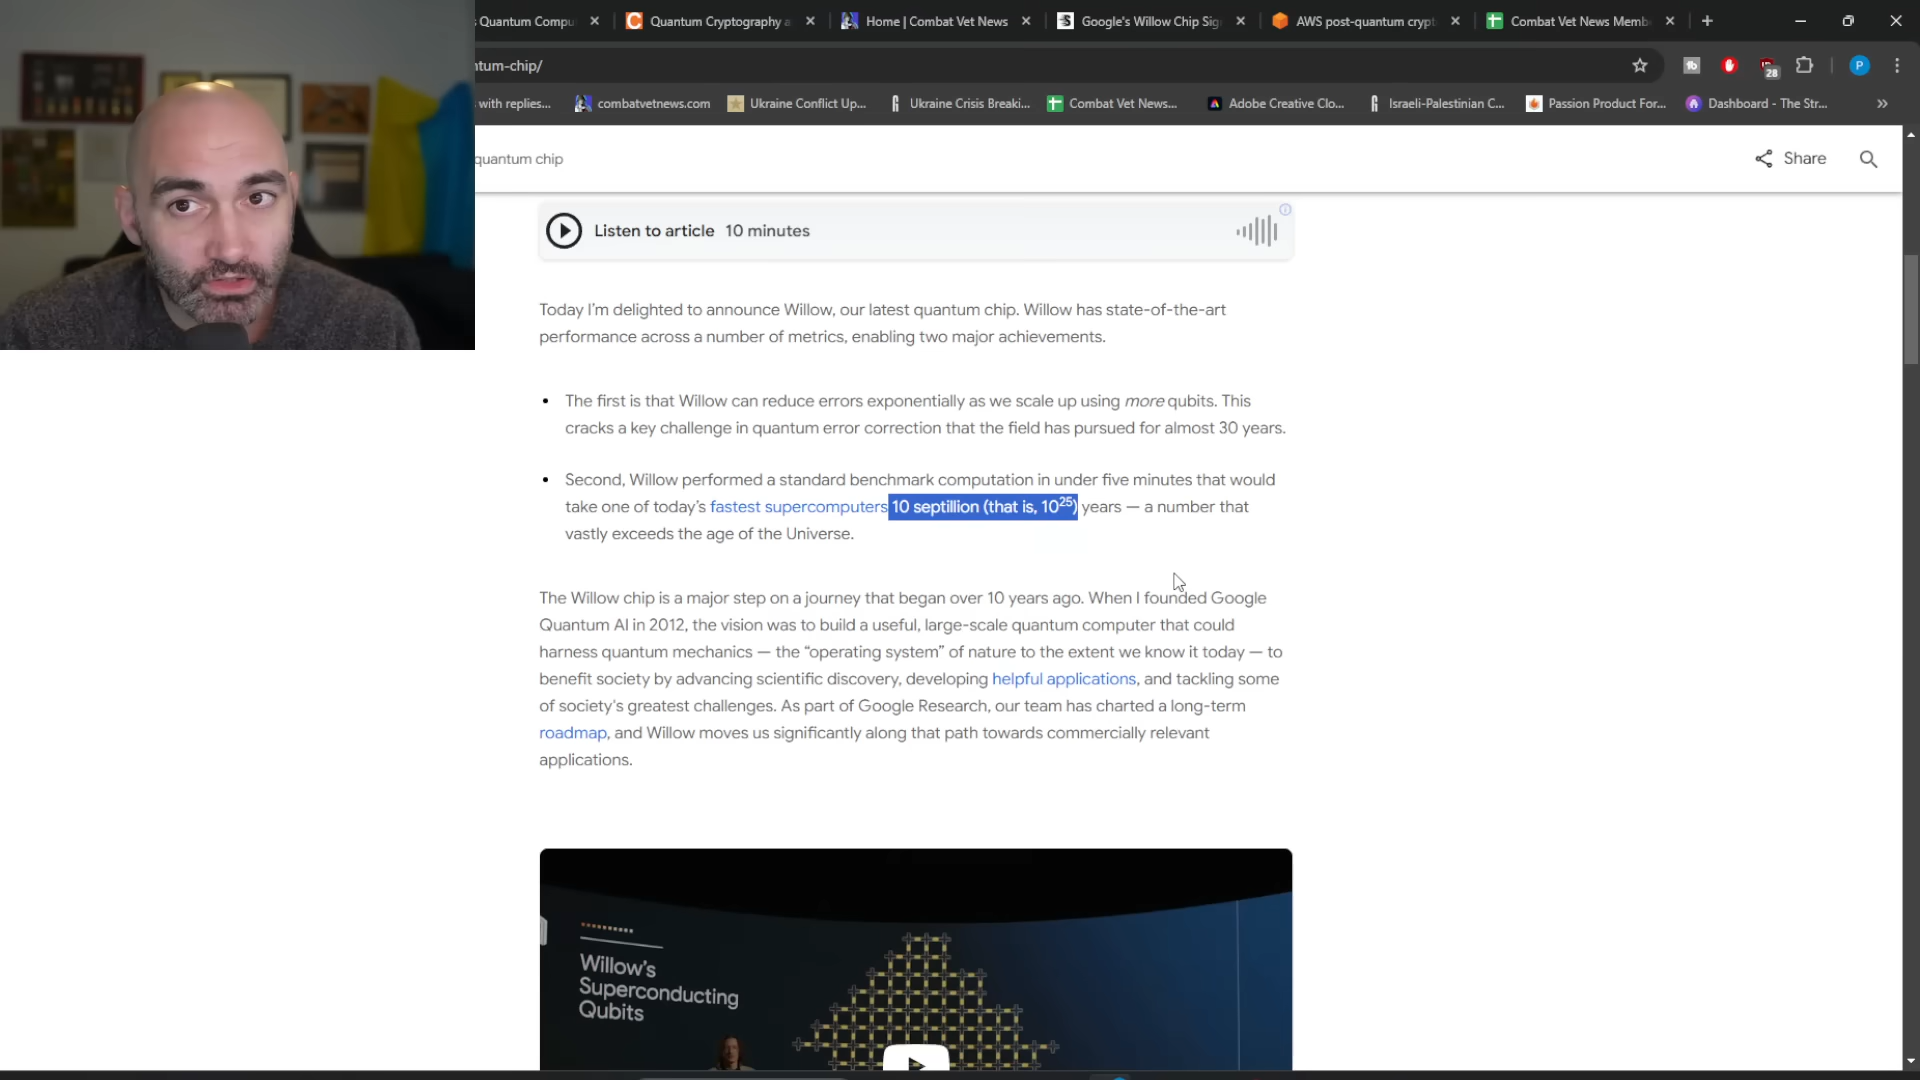 s Quantum Compu
Quantum Cryptography a
Home | Combat Vet News
Google's Willow Chip Sig
AWS post-quantum crypt
Combat Vet News Memb
ntum-chip/
28
P
with replies...
combatvetnews.com
Ukraine Conflict Up...
Ukraine Crisis Breaki...
Combat Vet News...
Adobe Creative Clo...
Israeli-Palestinian C...
Passion Product For...
Dashboard - The Str...
quantum chip
Share
Listen to article 10 minutes
Today I'm delighted to announce Willow, our latest quantum chip. Willow has state-of-the-art
performance across a number of metrics, enabling two major achievements.
• The first is that Willow can reduce errors exponentially as we scale up using more qubits. This
cracks a key challenge in quantum error correction that the field has pursued for almost 30 years.
• Second, Willow performed a standard benchmark computation in under five minutes that would
take one of today's fastest supercomputers 10 septillion (that is, 10²⁵) years — a number that
vastly exceeds the age of the Universe.
The Willow chip is a major step on a journey that began over 10 years ago. When I founded Google
Quantum AI in 2012, the vision was to build a useful, large-scale quantum computer that could
harness quantum mechanics — the “operating system” of nature to the extent we know it today — to
benefit society by advancing scientific discovery, developing helpful applications, and tackling some
of society's greatest challenges. As part of Google Research, our team has charted a long-term
roadmap, and Willow moves us significantly along that path towards commercially relevant
applications.
Willow's
Superconducting
Qubits